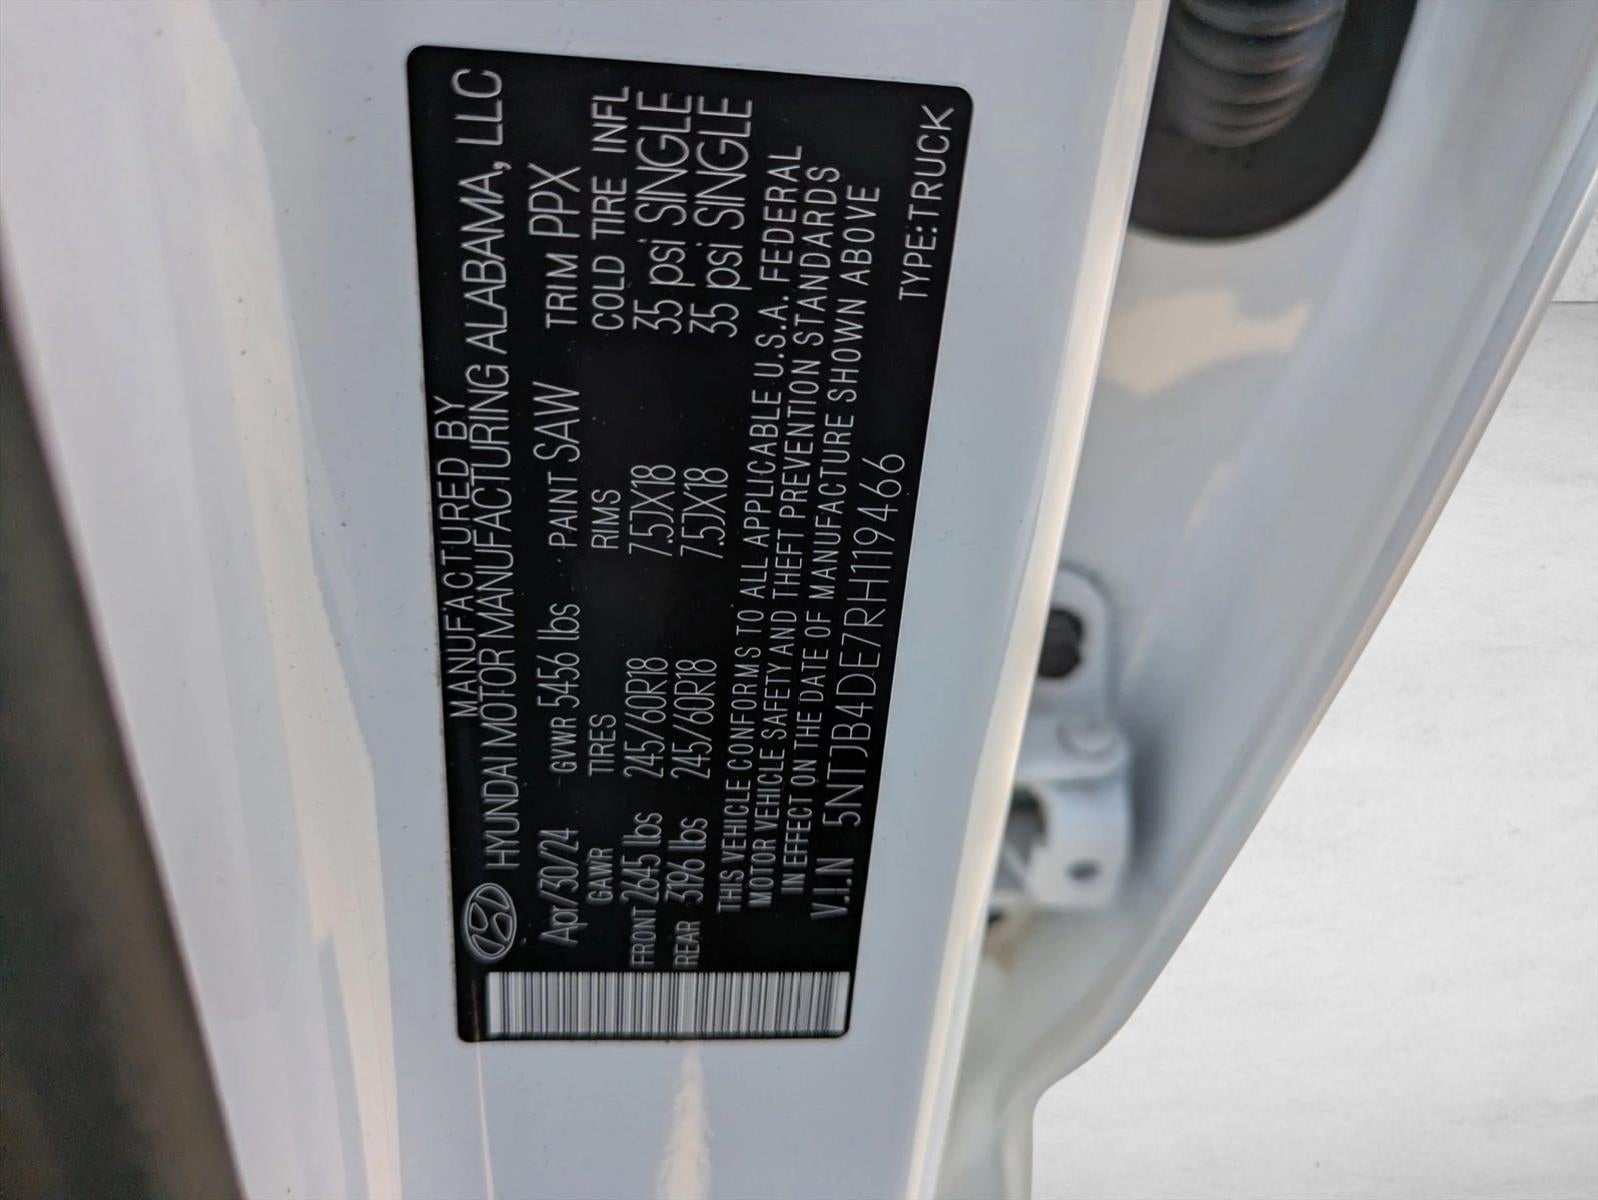 MANUFACTURED BY
HYUNDAI MOTOR MANUFACTURING ALABAMA, LLC
Apr/30/24 GVWR 5456 lbs PAINT SAW TRIM PPX
GAWR TIRES RIMS COLD TIRE INFL
FRONT 2645 lbs 245/60R18 7.5JX18 35 psi SINGLE
REAR 3196 lbs 245/60R18 7.5JX18 35 psi SINGLE
THIS VEHICLE CONFORMS TO ALL APPLICABLE U.S.A. FEDERAL
MOTOR VEHICLE SAFETY AND THEFT PREVENTION STANDARDS
IN EFFECT ON THE DATE OF MANUFACTURE SHOWN ABOVE
V.I.N 5NTJB4DE7RH119466 TYPE:TRUCK